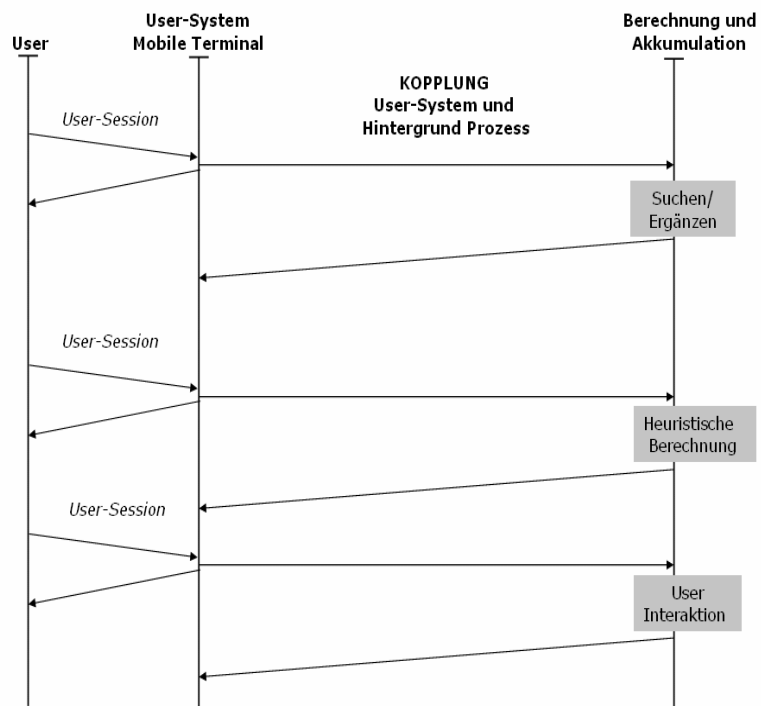 User
User-System
Mobile Terminal
Berechnung und
Akkumulation
KOPPLUNG
User-System und
Hintergrund Prozess
User-Session
Suchen/
Ergänzen
User-Session
Heuristische
Berechnung
User-Session
User
Interaktion